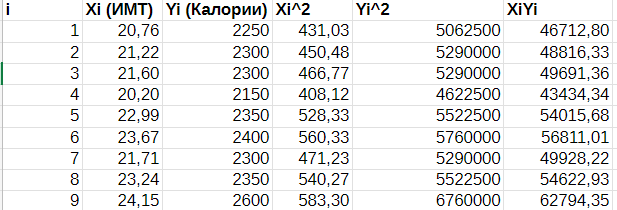 i Xi (ИМТ) Yi (Калории) Xi^2 Yi^2 XiYi
1 20,76 2250 431,03 5062500 46712,80
2 21,22 2300 450,48 5290000 48816,33
3 21,60 2300 466,77 5290000 49691,36
4 20,20 2150 408,12 4622500 43434,34
5 22,99 2350 528,33 5522500 54015,68
6 23,67 2400 560,33 5760000 56811,01
7 21,71 2300 471,23 5290000 49928,22
8 23,24 2350 540,27 5522500 54622,93
9 24,15 2600 583,30 6760000 62794,35